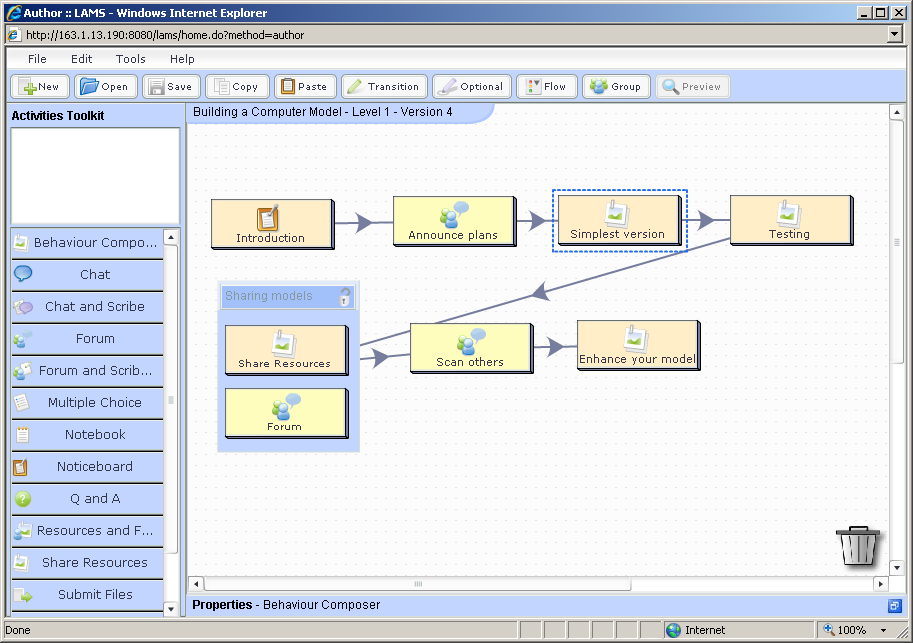 Author :: LAMS - Windows Internet Explorer
http://163.1.13.190:8080/lams/home.do?method=author
File Edit Tools Help
New Open Save Copy Paste Transition Optional Flow Group Preview
Activities Toolkit
Building a Computer Model - Level 1 - Version 4
Introduction
Announce plans
Simplest version
Testing
Sharing models
Share Resources
Scan others
Enhance your model
Forum
Behaviour Compo...
Chat
Chat and Scribe
Forum
Forum and Scrib...
Multiple Choice
Notebook
Noticeboard
Q and A
Resources and F...
Share Resources
Submit Files
Properties - Behaviour Composer
Done
Internet
100%